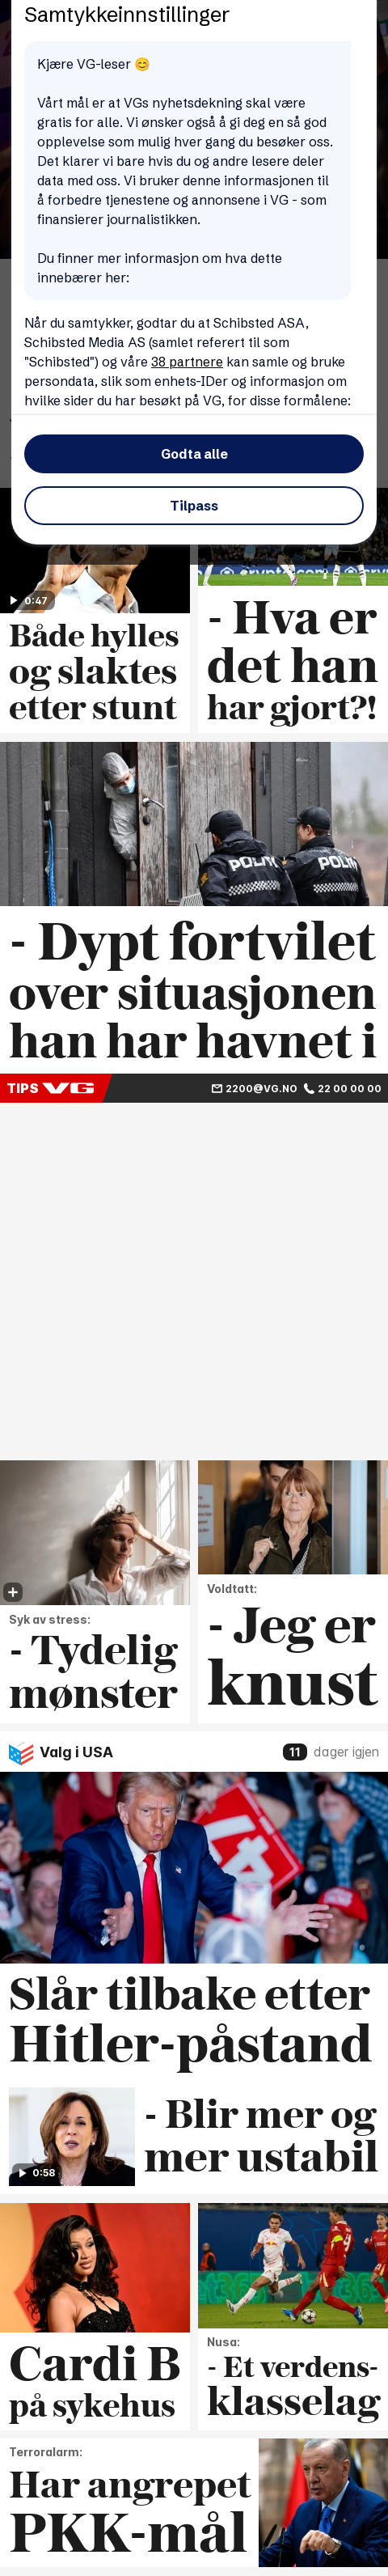 Samtykkeinnstillinger
Kjære VG-leser 😊
Vårt mål er at VGs nyhetsdekning skal være
gratis for alle. Vi ønsker også å gi deg en så god
opplevelse som mulig hver gang du besøker oss.
Det klarer vi bare hvis du og andre lesere deler
data med oss. Vi bruker denne informasjonen til
å forbedre tjenestene og annonsene i VG - som
finansierer journalistikken.
Du finner mer informasjon om hva dette
innebærer her:
Når du samtykker, godtar du at Schibsted ASA,
Schibsted Media AS (samlet referert til som
"Schibsted") og våre 38 partnere kan samle og bruke
persondata, slik som enhets-IDer og informasjon om
hvilke sider du har besøkt på VG, for disse formålene:
Godta alle
Tilpass
crypto.com
0:47
Både hylles
og slaktes
etter stunt
- Hva er
det han
har gjort?!
POLITI
POLITI
- Dypt fortvilet
over situasjonen
han har havnet i
TIPS VG
2200@VG.NO
22 00 00 00
Syk av stress:
- Tydelig
mønster
Voldtatt:
- Jeg er
knust
Valg i USA
11 dager igjen
Slår tilbake etter
Hitler-påstand
0:58
- Blir mer og
mer ustabil
Cardi B
på sykehus
Nusa:
- Et verdens-
klasselag
Terroralarm:
Har angrepet
PKK-mål